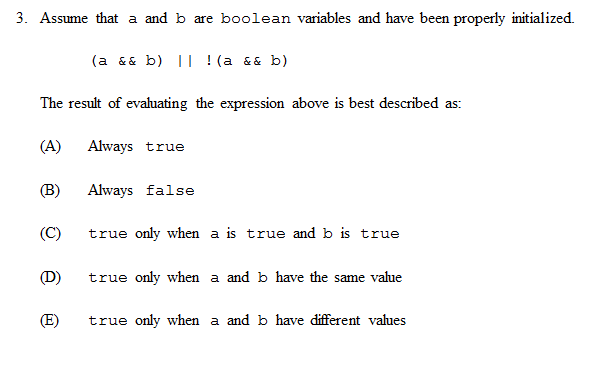 3. Assume that a and b are boolean variables and have been properly initialized.
(a && b) || !(a && b)
The result of evaluating the expression above is best described as:
(A) Always true
(B) Always false
(C) true only when a is true and b is true
(D) true only when a and b have the same value
(E) true only when a and b have different values